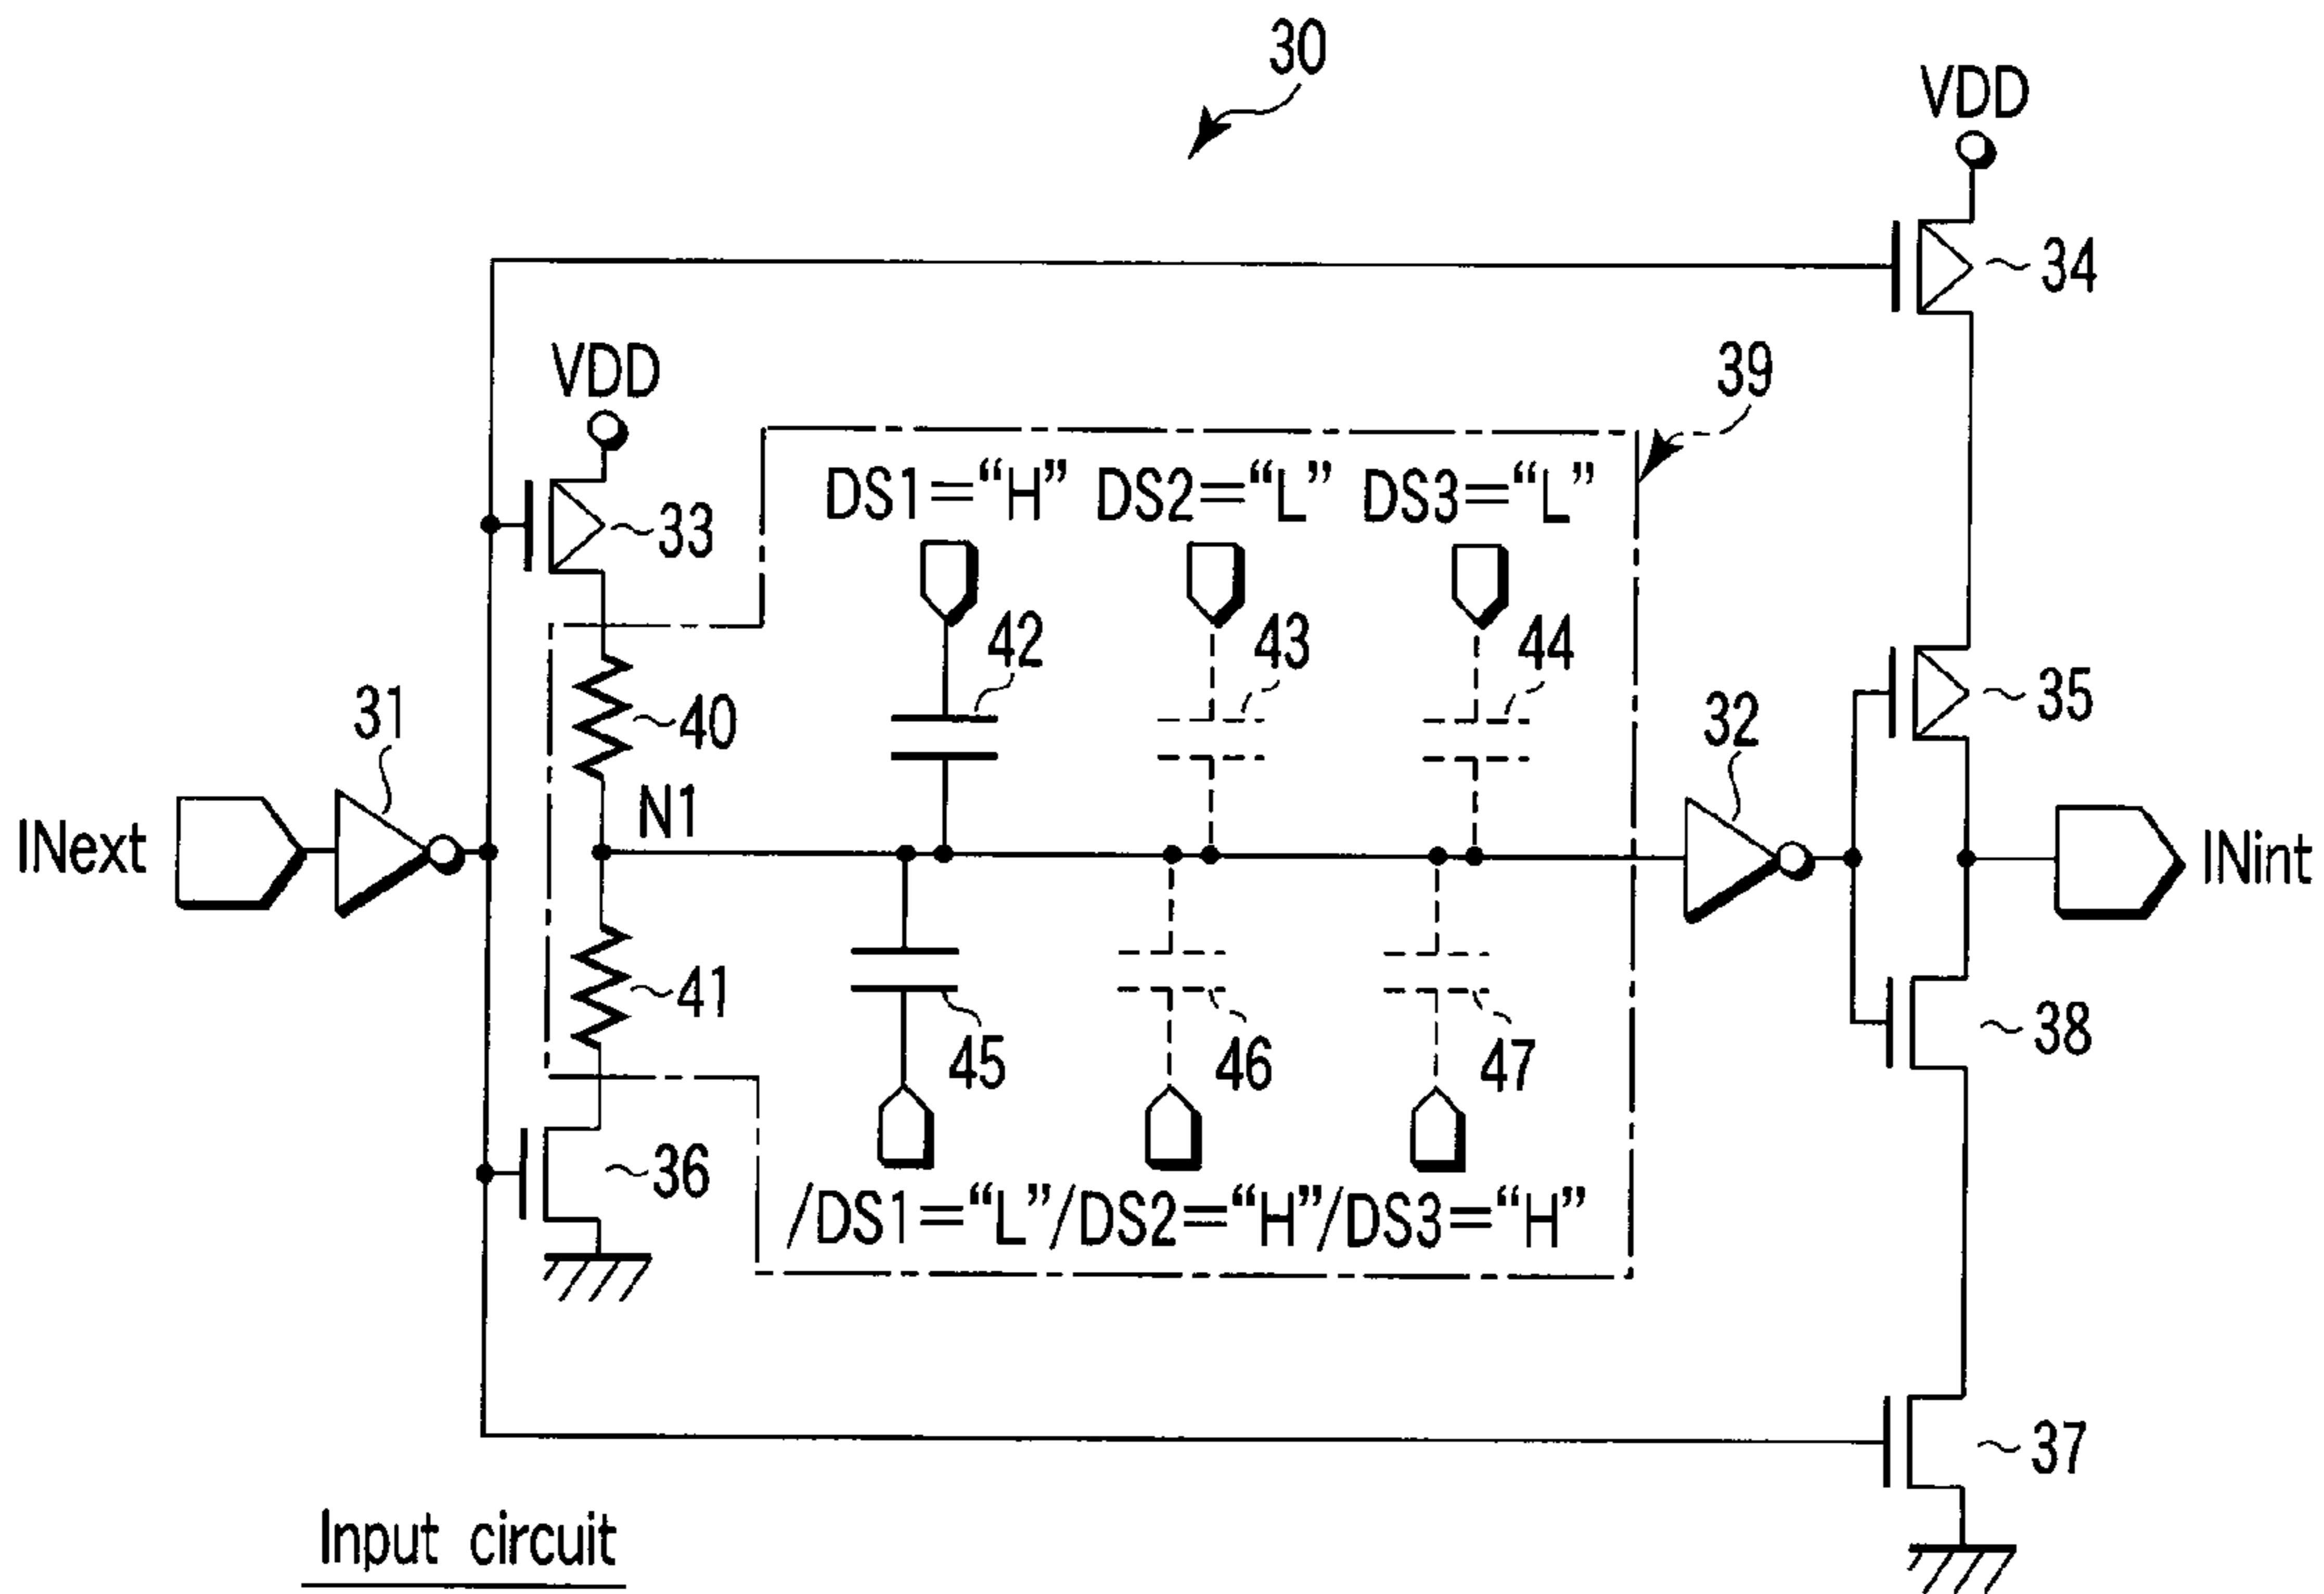 30
VDD
34
VDD
39
DS1=“H” DS2=“L” DS3=“L”
33
42
43
44
35
31
40
32
N1
INext
INint
41
38
45
46
47
36
/DS1=“L”/DS2=“H”/DS3=“H”
37
Input circuit